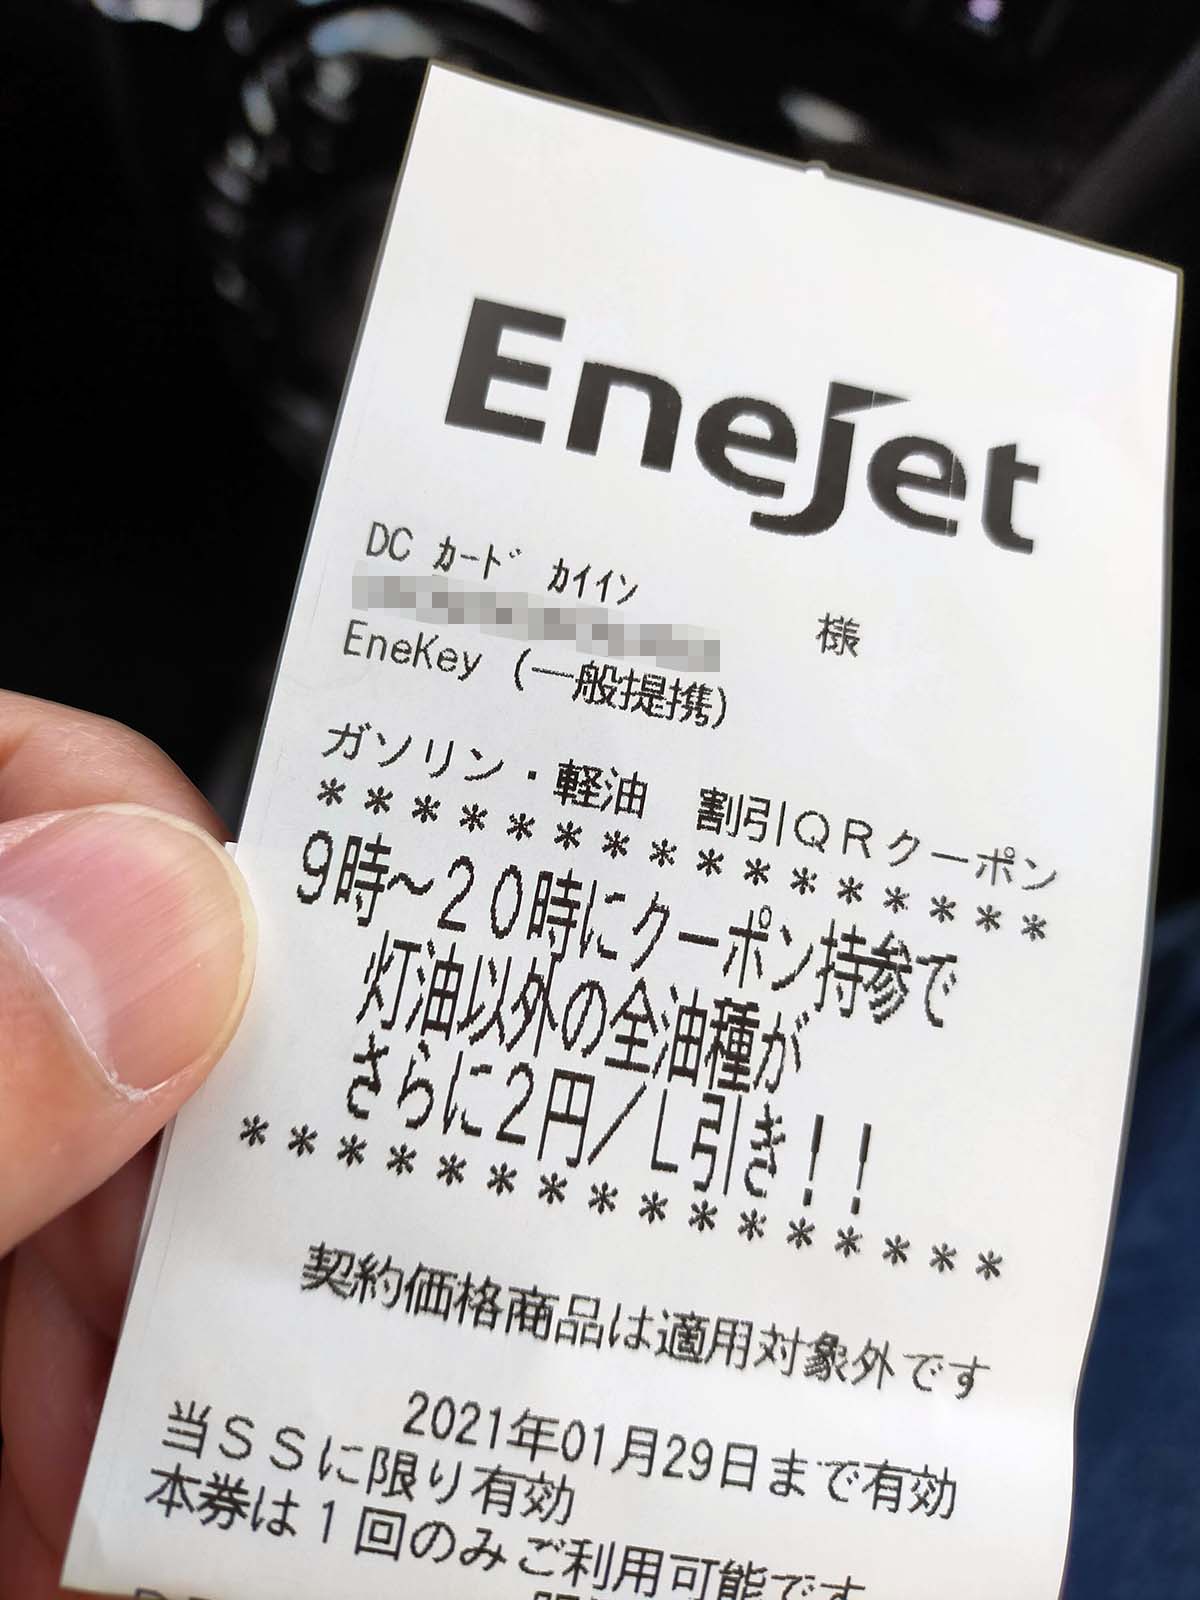 EneJet
DC カード カイイン
様
EneKey (一般提携)
ガソリン・軽油 割引QRクーポン
****************
9時～20時にクーポン持参で
灯油以外の全油種が
さらに2円／L引き！！
****************
契約価格商品は適用対象外です
2021年01月29日まで有効
当SSに限り有効
本券は1回のみご利用可能です